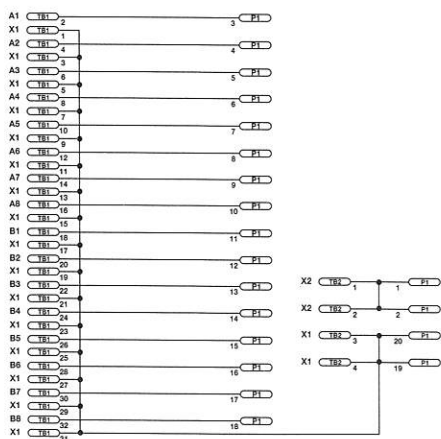 A1 TB1 2 3 P1
X1 TB1 1
A2 TB1 4 4 P1
X1 TB1 3
A3 TB1 6 5 P1
X1 TB1 5
A4 TB1 8 6 P1
X1 TB1 7
A5 TB1 10 7 P1
X1 TB1 9
A6 TB1 12 8 P1
X1 TB1 11
A7 TB1 14 9 P1
X1 TB1 13
A8 TB1 16 10 P1
X1 TB1 15
B1 TB1 18 11 P1
X1 TB1 17
B2 TB1 20 12 P1
X1 TB1 19
B3 TB1 22 13 P1
X1 TB1 21
B4 TB1 24 14 P1
X1 TB1 23
B5 TB1 26 15 P1
X1 TB1 25
B6 TB1 28 16 P1
X1 TB1 27
B7 TB1 30 17 P1
X1 TB1 29
B8 TB1 32 18 P1
X1 TB1 31
X2 TB2 1 1 P1
X2 TB2 2 2 P1
X1 TB2 3 20 P1
X1 TB2 4 19 P1